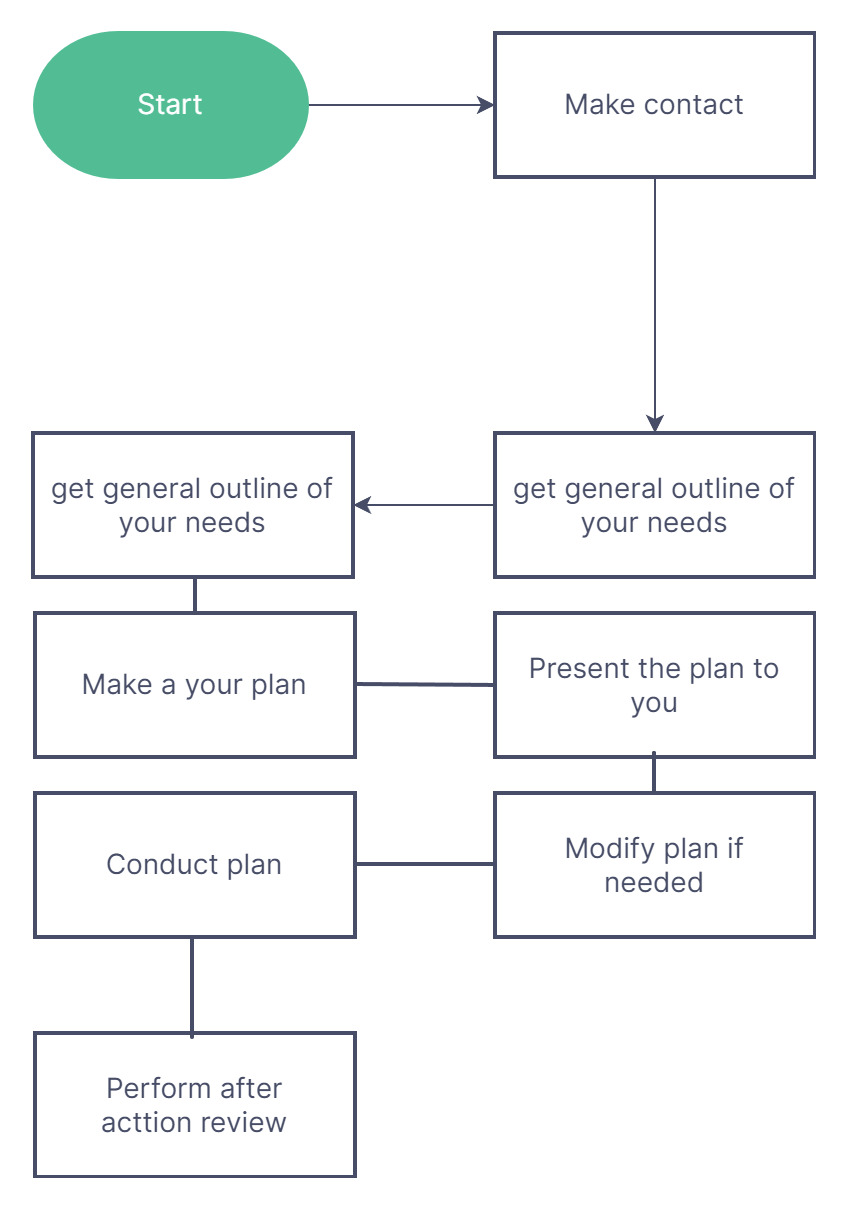 Start
Make contact
get general outline of
your needs
get general outline of
your needs
Make a your plan
Present the plan to
you
Conduct plan
Modify plan if
needed
Perform after
acttion review